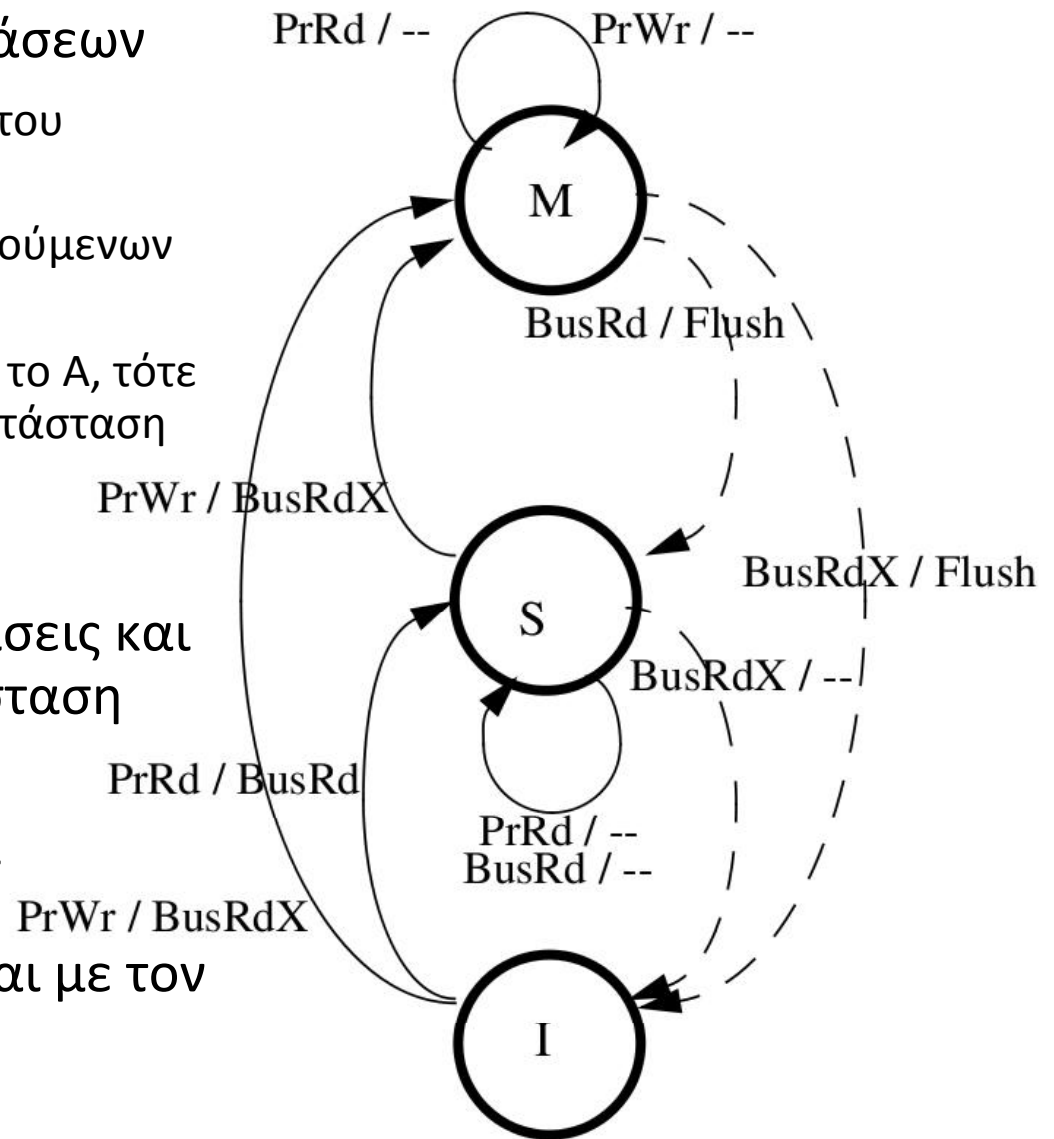 άσεων
του
ούμενων
το Α, τότε
τάσταση
άσεις και
σταση
αι με τον
PrRd / --
PrWr / --
M
BusRd / Flush
PrWr / BusRdX
BusRdX / Flush
S
BusRdX / --
PrRd / BusRd
PrRd / --
BusRd / --
PrWr / BusRdX
I